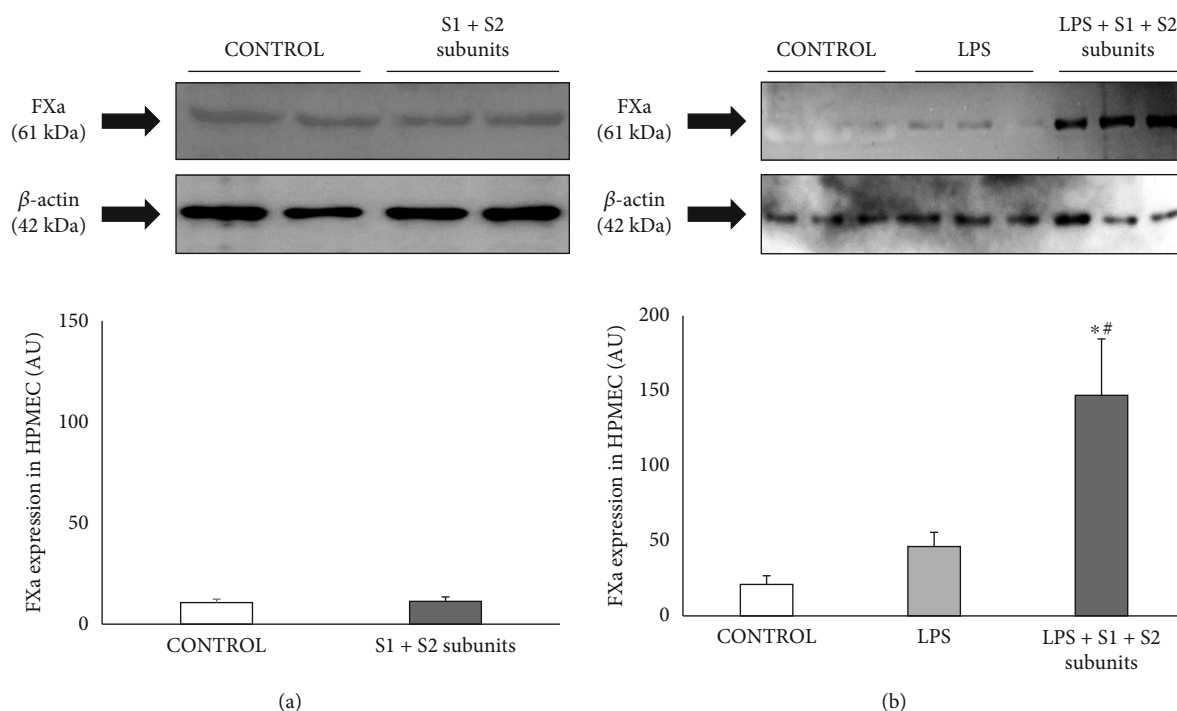 CONTROL
S1 + S2
subunits
FXa
(61 kDa)
β-actin
(42 kDa)
FXa expression in HPMEC (AU)
150
100
50
0
CONTROL
S1 + S2 subunits
(a)
CONTROL
LPS
LPS + S1 + S2
subunits
FXa
(61 kDa)
β-actin
(42 kDa)
FXa expression in HPMEC (AU)
200
150
100
50
0
*#
CONTROL
LPS
LPS + S1 + S2
subunits
(b)